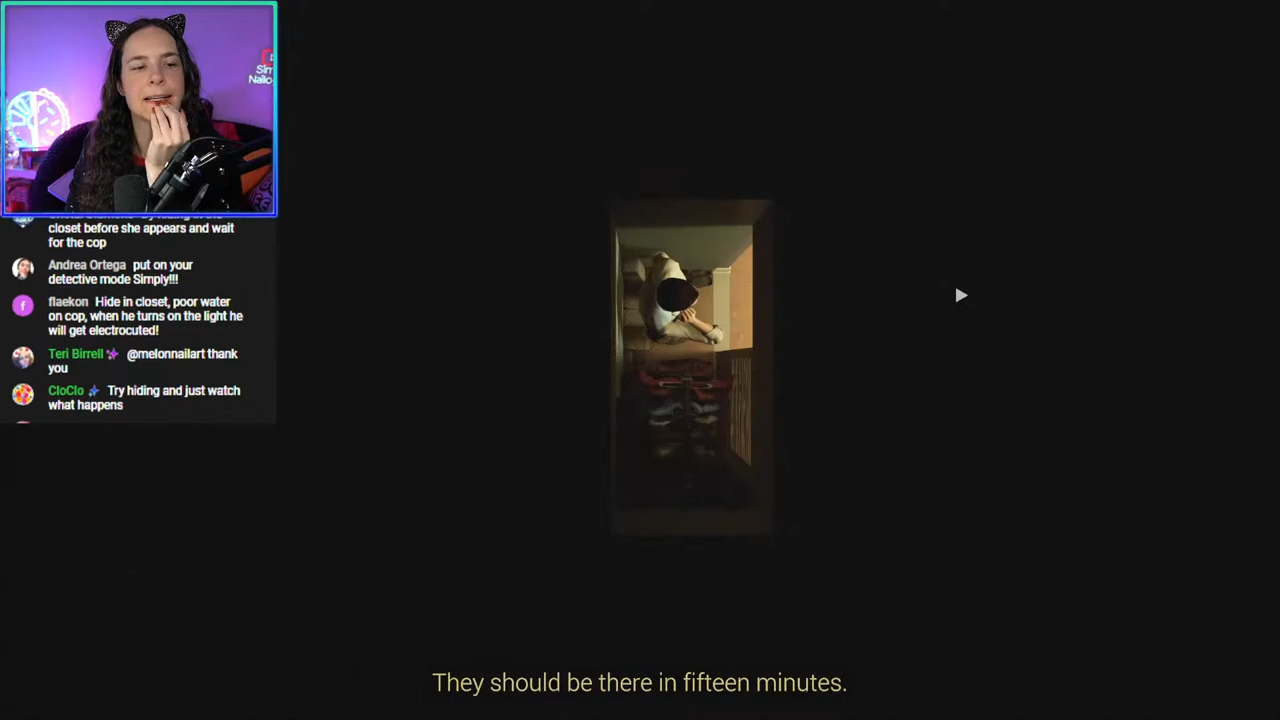 Sim
Nailo
closet before she appears and wait
for the cop
Andrea Ortega put on your
detective mode Simply!!!
f
flaekon Hide in closet, poor water
on cop, when he turns on the light he
will get electrocuted!
Teri Birrell @melonnailart thank
you
CloClo Try hiding and just watch
what happens
They should be there in fifteen minutes.